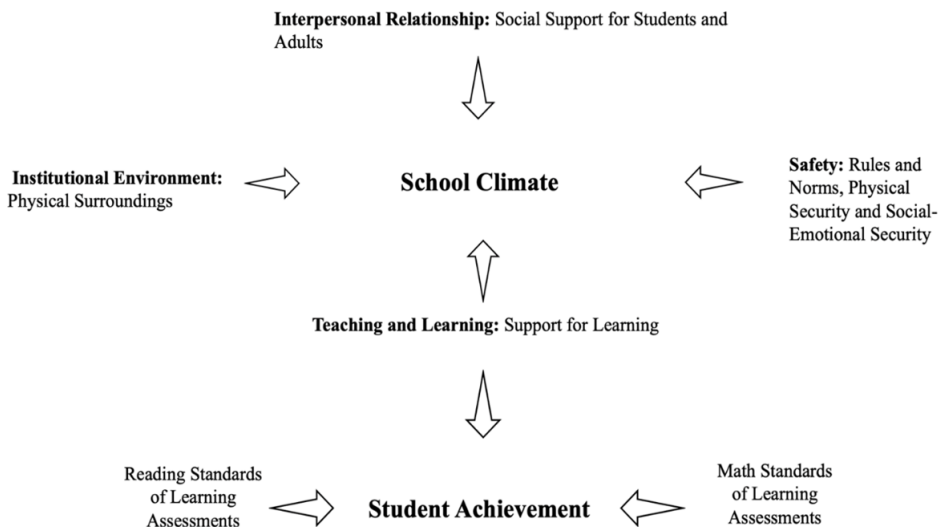 Interpersonal Relationship: Social Support for Students and
Adults
Institutional Environment:
Physical Surroundings
School Climate
Safety: Rules and
Norms, Physical
Security and Social-
Emotional Security
Teaching and Learning: Support for Learning
Reading Standards
of Learning
Assessments
Student Achievement
Math Standards
of Learning
Assessments